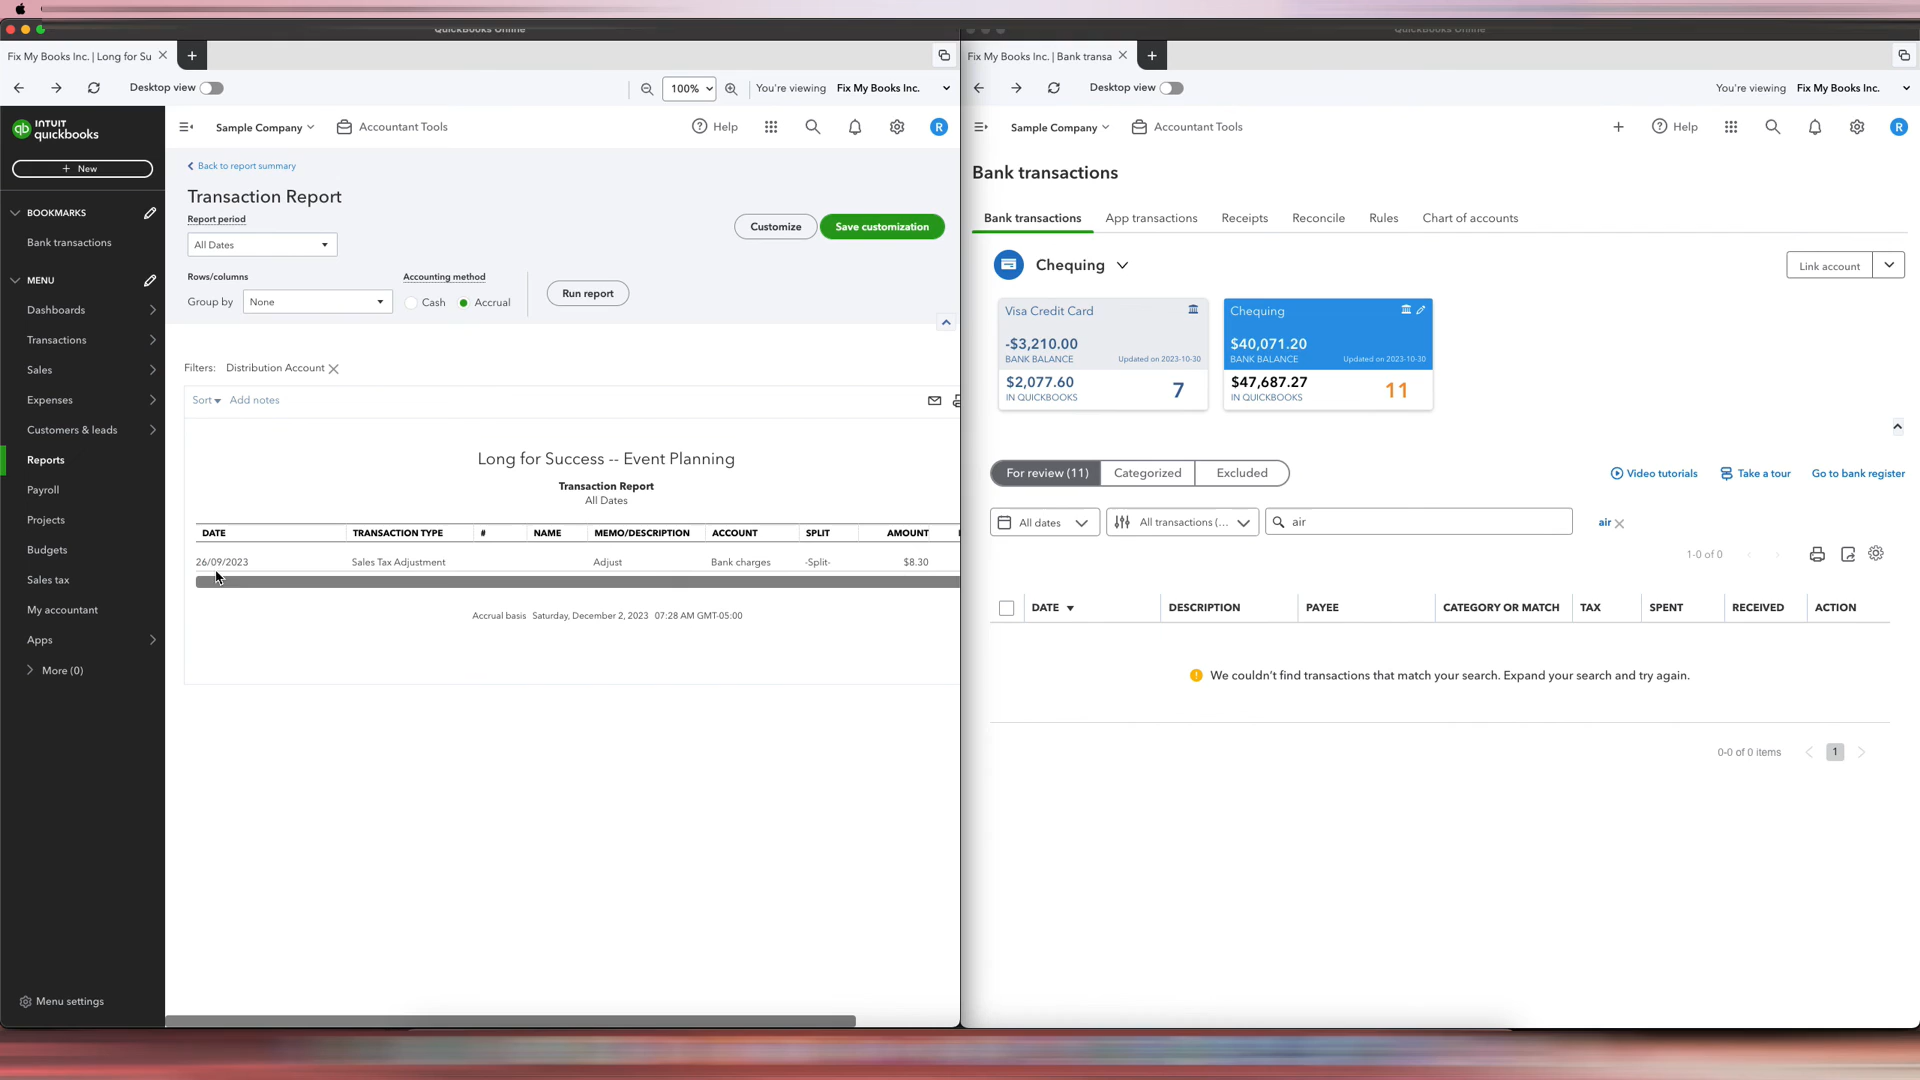 QuickBooks Online
Fix My Books Inc. | Long for Su
Desktop view
100%
You're viewing Fix My Books Inc.
INTUIT
quickbooks
Sample Company
Accountant Tools
Help
R
+ New
BOOKMARKS
Bank transactions
MENU
Dashboards
Transactions
Sales
Expenses
Customers & leads
Reports
Payroll
Projects
Budgets
Sales tax
My accountant
Apps
More (0)
Menu settings
Back to report summary
Transaction Report
Report period
All Dates
Customize
Save customization
Rows/columns
Accounting method
Group by None
Cash Accrual
Run report
Filters: Distribution Account
Sort Add notes
Long for Success -- Event Planning
Transaction Report
All Dates
DATE TRANSACTION TYPE # NAME MEMO/DESCRIPTION ACCOUNT SPLIT AMOUNT
26/09/2023 Sales Tax Adjustment Adjust Bank charges -Split- $8.30
Accrual basis Saturday, December 2, 2023 07:28 AM GMT-05:00
QuickBooks Online
Fix My Books Inc. | Bank transa
Desktop view
You're viewing Fix My Books Inc.
Sample Company
Accountant Tools
Help
R
Bank transactions
Bank transactions App transactions Receipts Reconcile Rules Chart of accounts
Chequing
Link account
Visa Credit Card
-$3,210.00
BANK BALANCE Updated on 2023-10-30
$2,077.60
IN QUICKBOOKS
7
Chequing
$40,071.20
BANK BALANCE Updated on 2023-10-30
$47,687.27
IN QUICKBOOKS
11
For review (11) Categorized Excluded
Video tutorials Take a tour Go to bank register
All dates All transactions (... air air
1-0 of 0
DATE DESCRIPTION PAYEE CATEGORY OR MATCH TAX SPENT RECEIVED ACTION
We couldn't find transactions that match your search. Expand your search and try again.
0-0 of 0 items 1